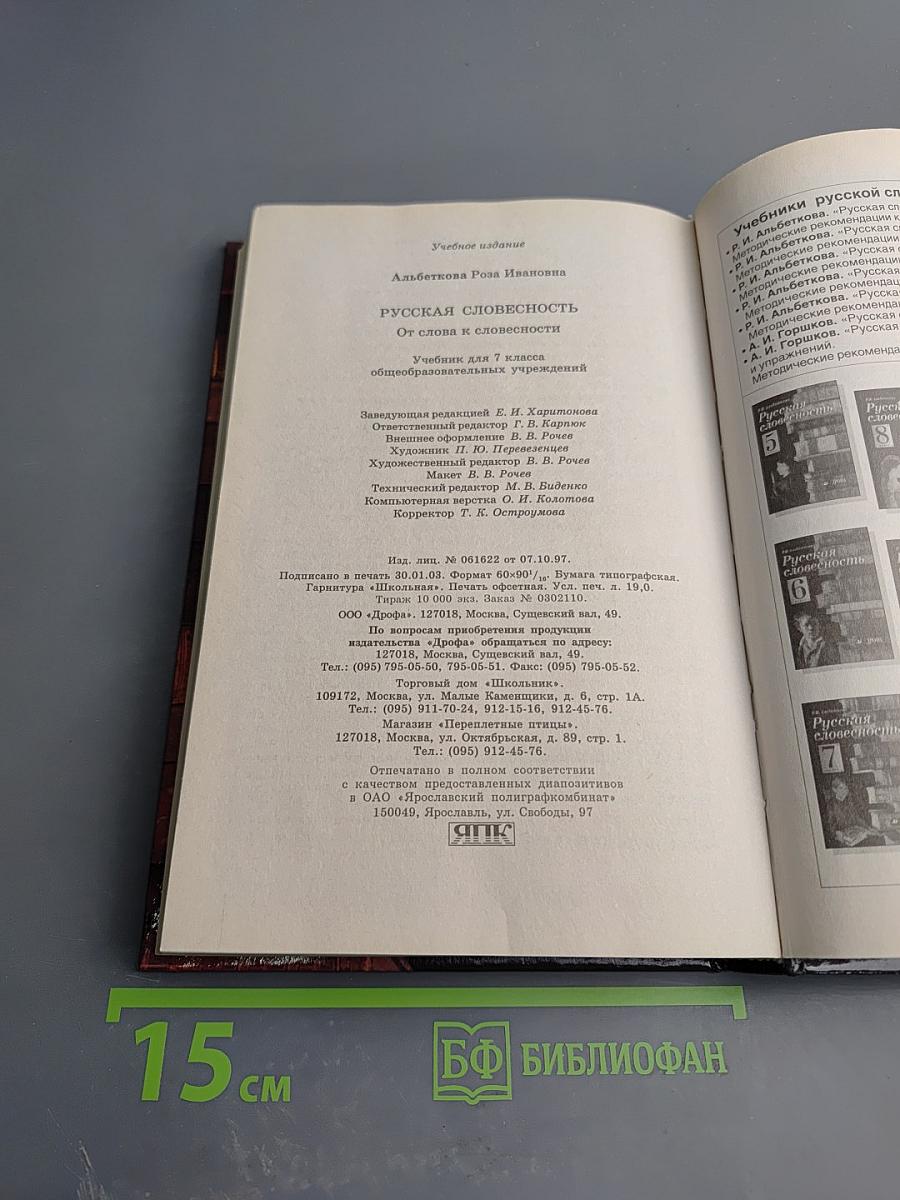 Учебное издание
Альбеткова Роза Ивановна
РУССКАЯ СЛОВЕСНОСТЬ
От слова к словесности
Учебник для 7 класса
общеобразовательных учреждений
Заведующая редакцией Е. И. Харитонова
Ответственный редактор Г. В. Карпюк
Внешнее оформление В. В. Рочев
Художник П. Ю. Перевезенцев
Художественный редактор В. В. Рочев
Макет В. В. Рочев
Технический редактор М. В. Биденко
Компьютерная верстка О. И. Колотова
Корректор Т. К. Остроумова
Изд. лиц. № 061622 от 07.10.97.
Подписано в печать 30.01.03. Формат 60×90¹/₁₆. Бумага типографская.
Гарнитура «Школьная». Печать офсетная. Усл. печ. л. 19,0.
Тираж 10 000 экз. Заказ № 0302110.
ООО «Дрофа». 127018, Москва, Сущевский вал, 49.
По вопросам приобретения продукции
издательства «Дрофа» обращаться по адресу:
127018, Москва, Сущевский вал, 49.
Тел.: (095) 795-05-50, 795-05-51. Факс: (095) 795-05-52.
Торговый дом «Школьник».
109172, Москва, ул. Малые Каменщики, д. 6, стр. 1А.
Тел.: (095) 911-70-24, 912-15-16, 912-45-76.
Магазин «Переплетные птицы».
127018, Москва, ул. Октябрьская, д. 89, стр. 1.
Тел.: (095) 912-45-76.
Отпечатано в полном соответствии
с качеством предоставленных диапозитивов
в ОАО «Ярославский полиграфкомбинат»
150049, Ярославль, ул. Свободы, 97
ЯПК
Учебники русской сл
• Р. И. Альбеткова. «Русская сл
Методические рекомендации к
• Р. И. Альбеткова. «Русская с
Методические рекомендации
• Р. И. Альбеткова. «Русская
Методические рекомендаци
• Р. И. Альбеткова. «Русская
Методические рекомендац
• Р. И. Альбеткова. «Русская
Методические рекоменда
• А. И. Горшков. «Русская
• А. И. Горшков. «Русская
и упражнений.
Методические рекоменда
Русская
словесность
5
Русск
8
Русская
словесность
6
Русская
словесность
7
15 см
БФ БИБЛИОФАН